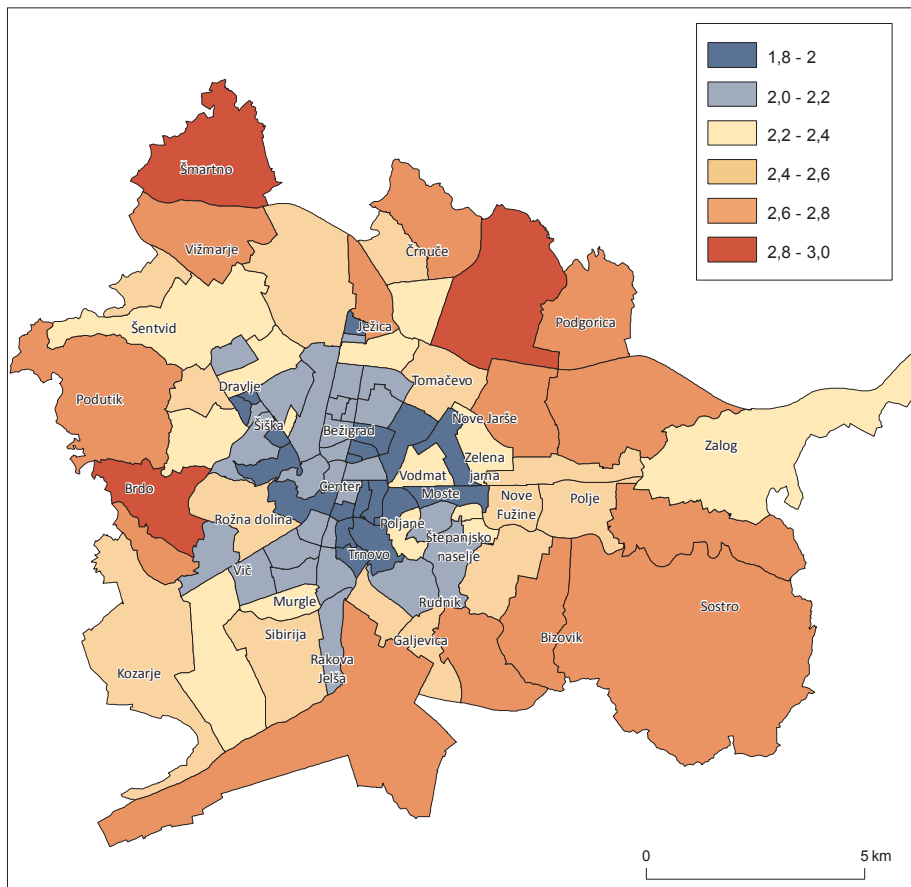 1,8 - 2
2,0 - 2,2
2,2 - 2,4
2,4 - 2,6
2,6 - 2,8
2,8 - 3,0
Šmartno
Vižmarje
Črnuče
Šentvid
Ježica
Podgorica
Podutik
Dravlje
Tomačevo
Šiška
Bežigrad
Nove Jarše
Zalog
Zelena
jama
Vodmat
Brdo
Center
Moste
Nove
Fužine
Polje
Rožna dolina
Poljane
Štepanjsko
naselje
Trnovo
Vič
Murgle
Rudnik
Sostro
Sibirija
Galjevica
Bizovik
Rakova
Jelša
Kozarje
0
5 km